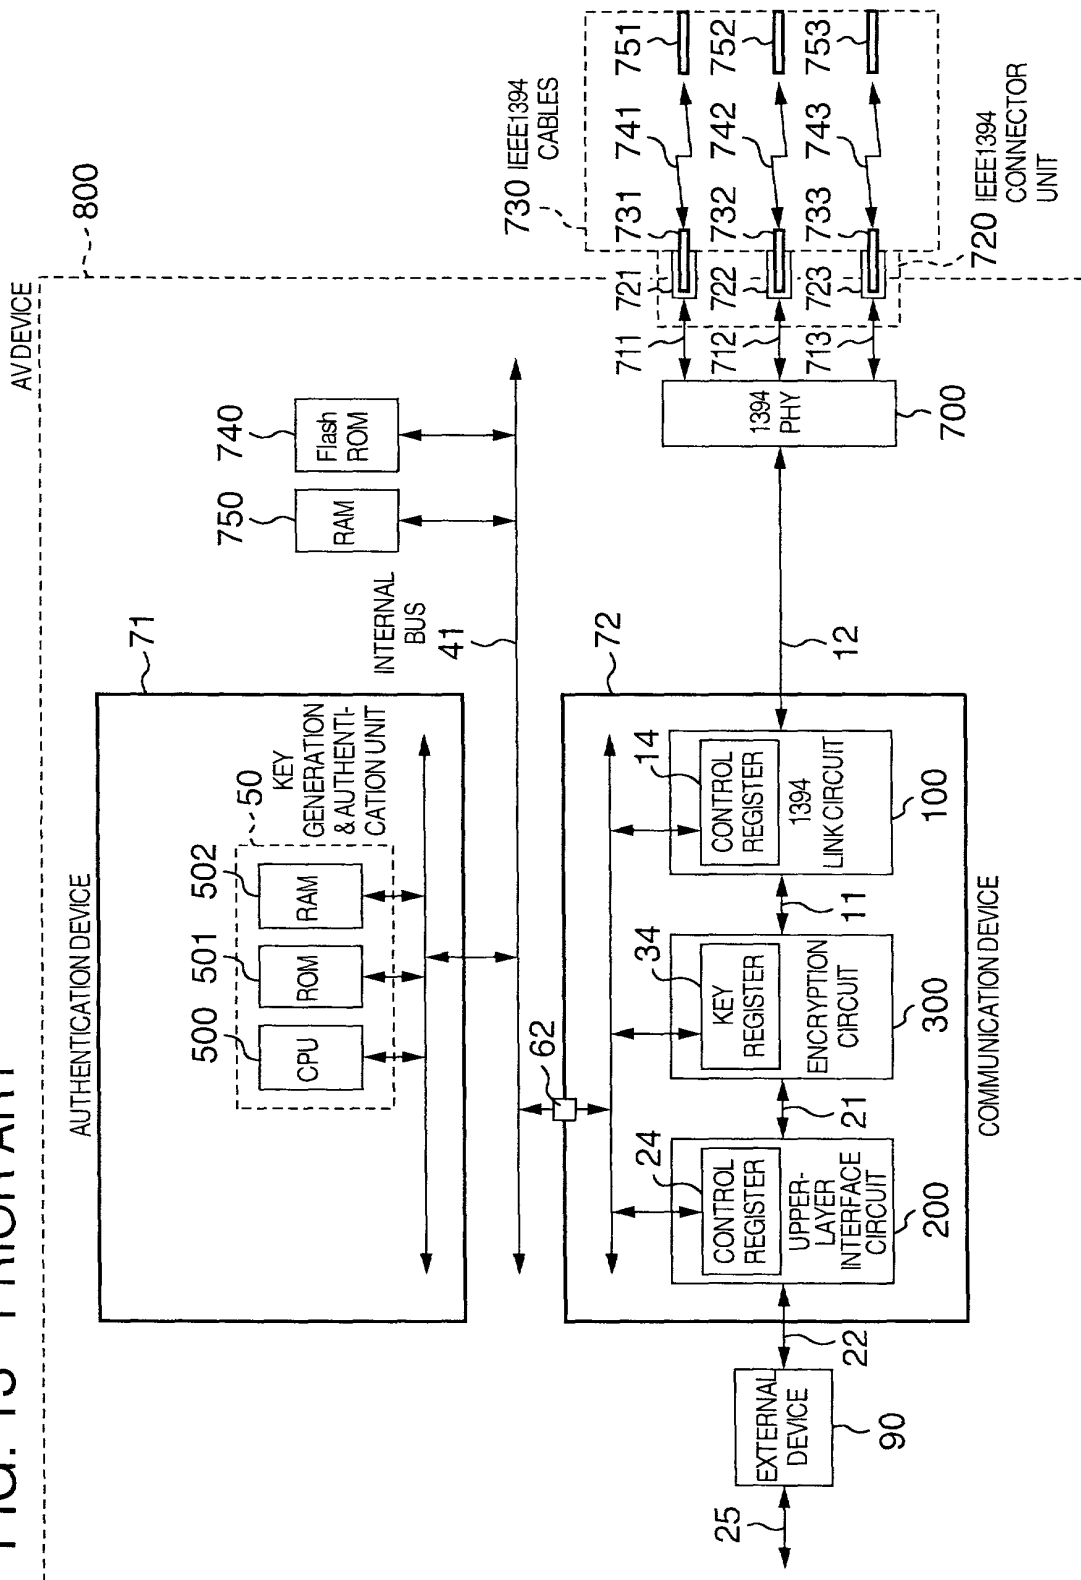 FIG. 13 PRIOR ART
AV DEVICE
800
AUTHENTICATION DEVICE
71
50
KEY
GENERATION
& AUTHENTI-
CATION UNIT
500
CPU
501
ROM
502
RAM
750
RAM
740
Flash
ROM
INTERNAL
BUS
41
62
72
24
CONTROL
REGISTER
UPPER-
LAYER
INTERFACE
CIRCUIT
200
21
34
KEY
REGISTER
ENCRYPTION
CIRCUIT
300
11
14
CONTROL
REGISTER
1394
LINK CIRCUIT
100
COMMUNICATION DEVICE
12
25
EXTERNAL
DEVICE
90
22
1394
PHY
700
711
712
713
721
722
723
720 IEEE1394
CONNECTOR
UNIT
730 IEEE1394
CABLES
731
732
733
741
742
743
751
752
753